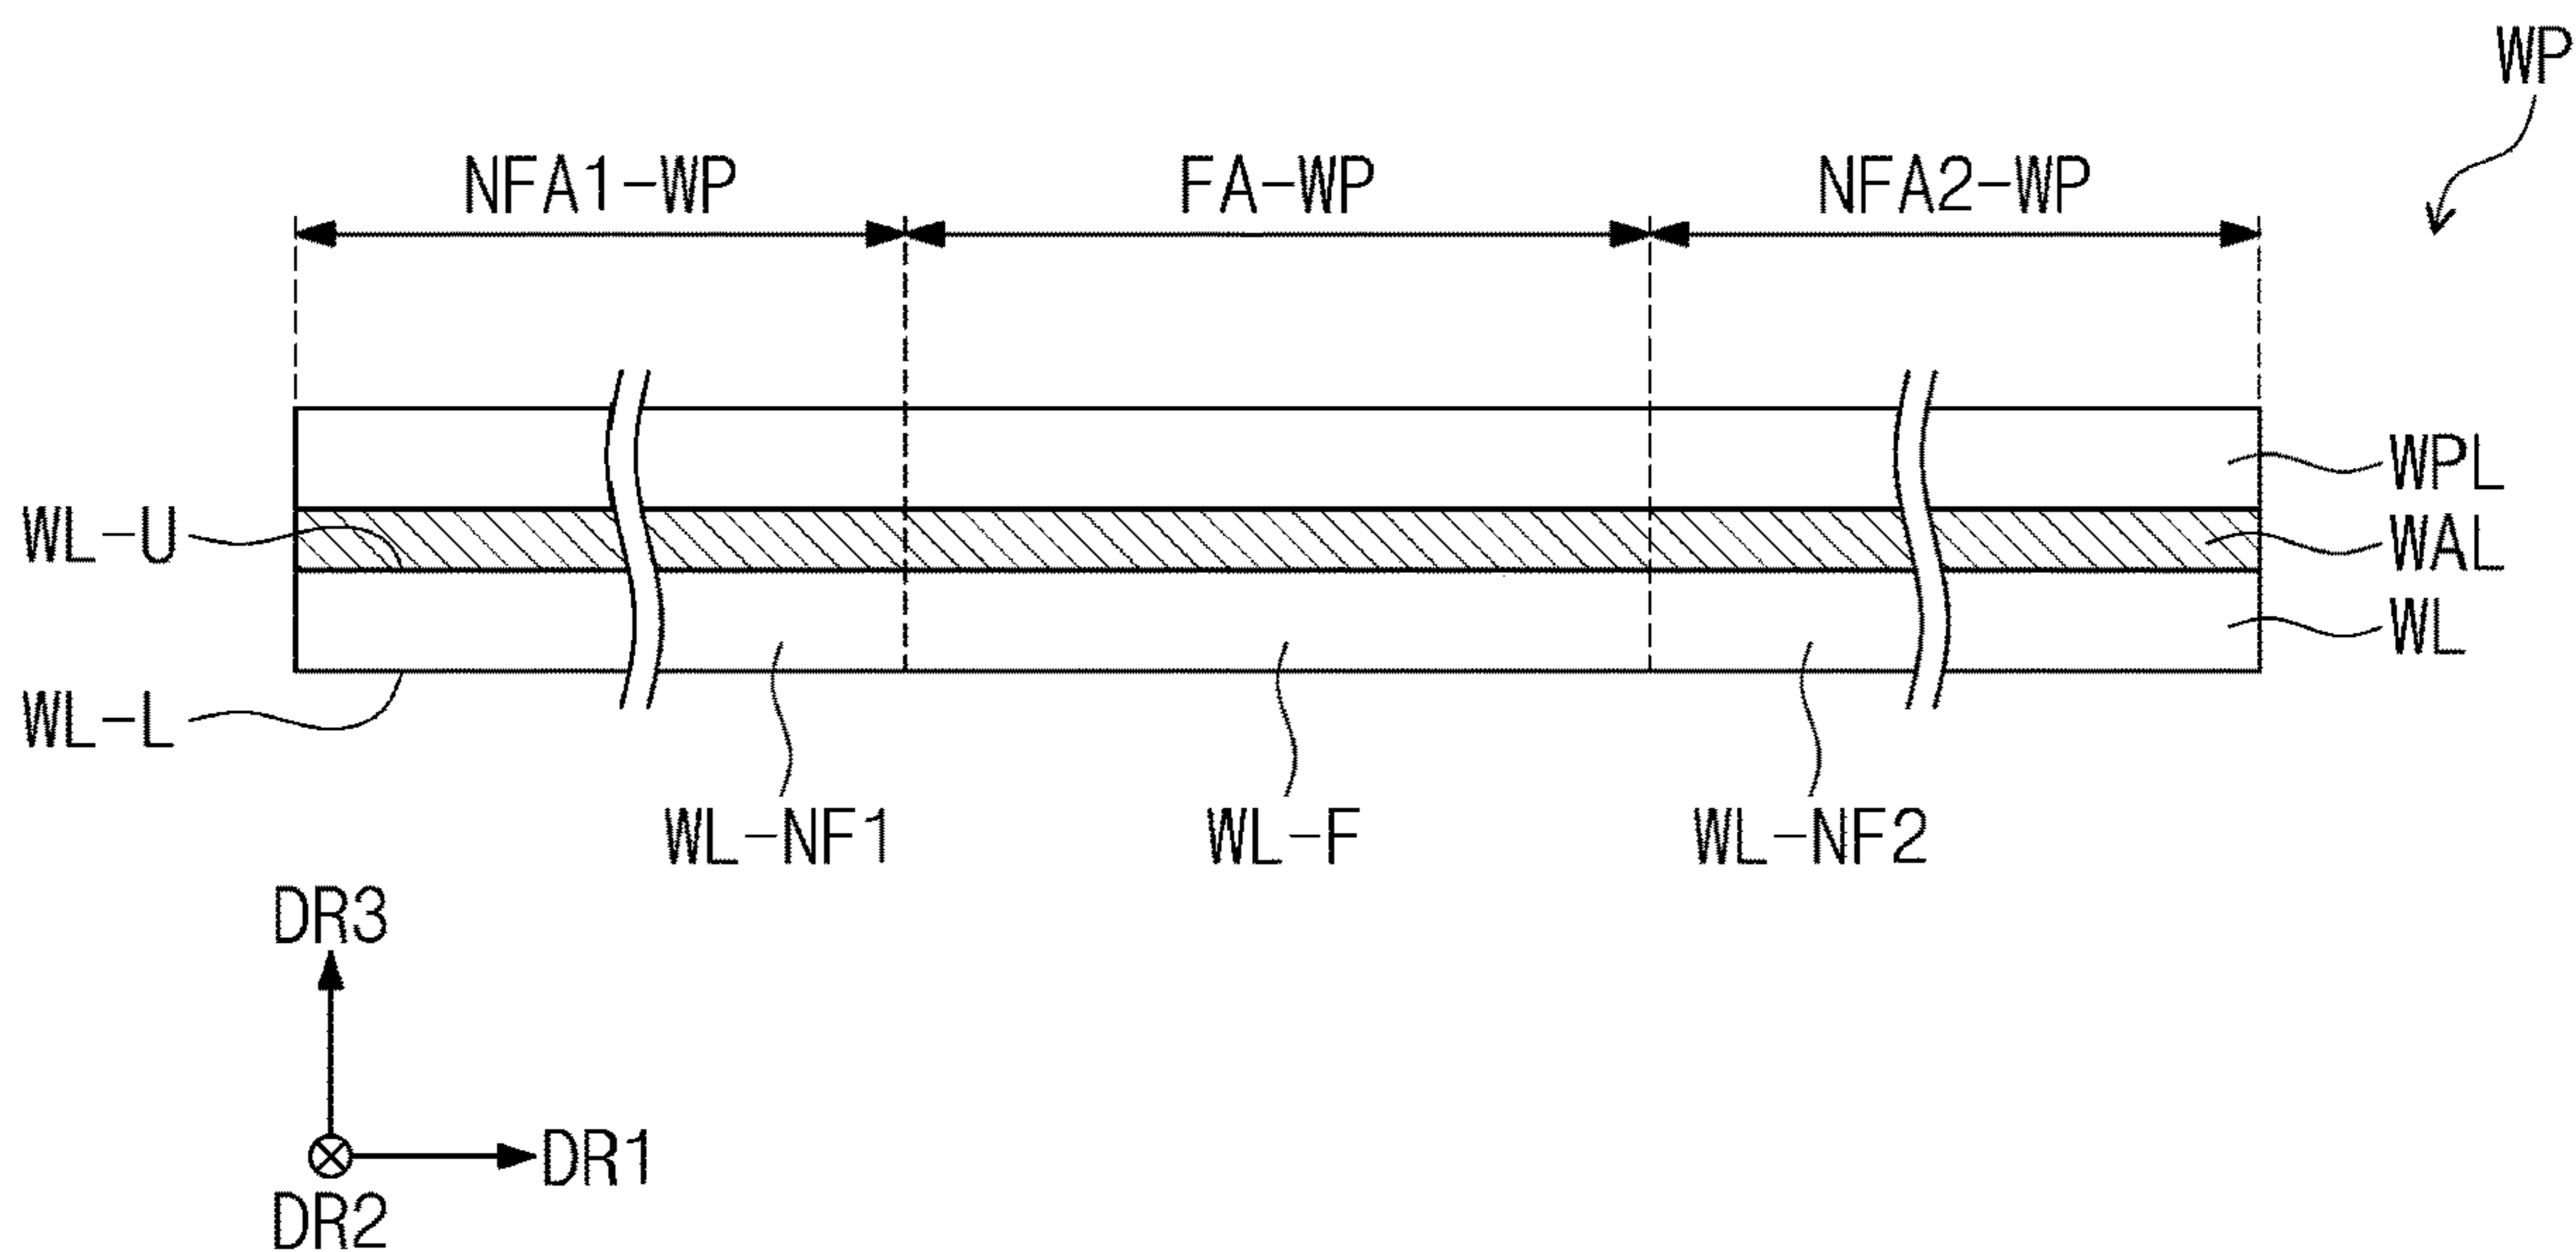 WP
NFA1-WP FA-WP NFA2-WP
WPL
WL-U WAL
WL
WL-L
WL-NF1 WL-F WL-NF2
DR3
DR1
DR2